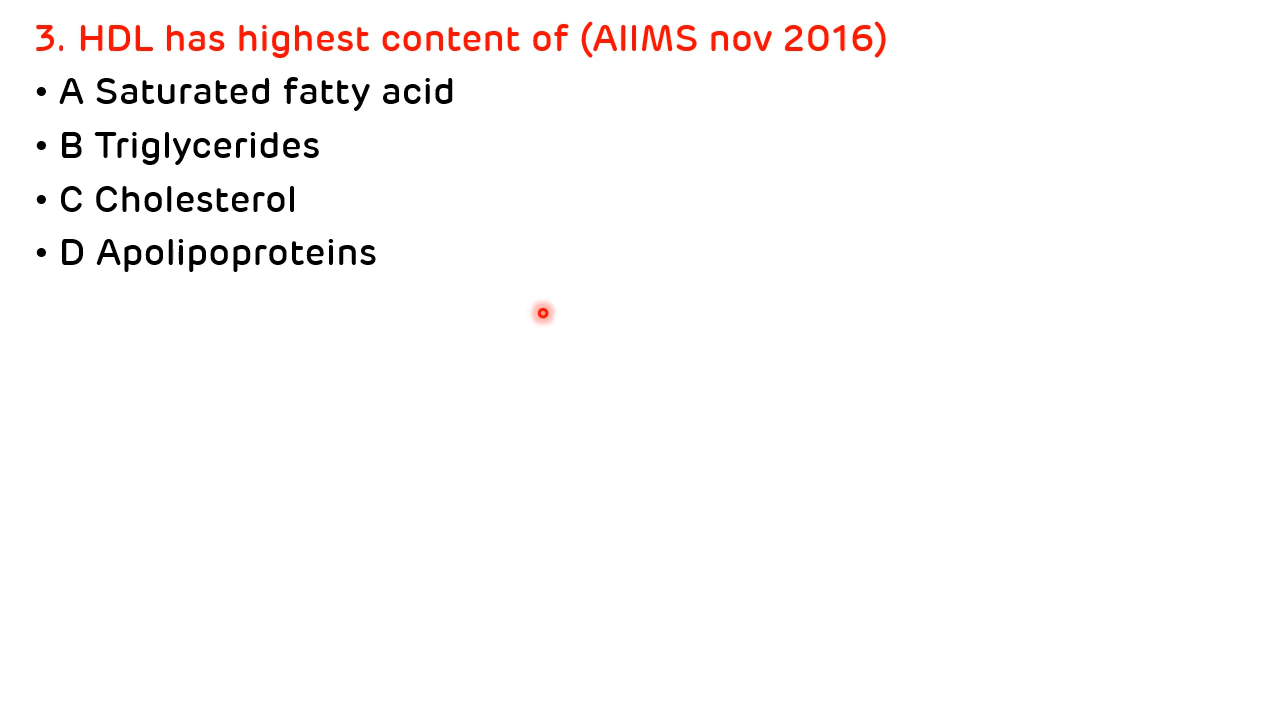 3. HDL has highest content of (AIIMS nov 2016)
• A Saturated fatty acid
• B Triglycerides
• C Cholesterol
• D Apolipoproteins